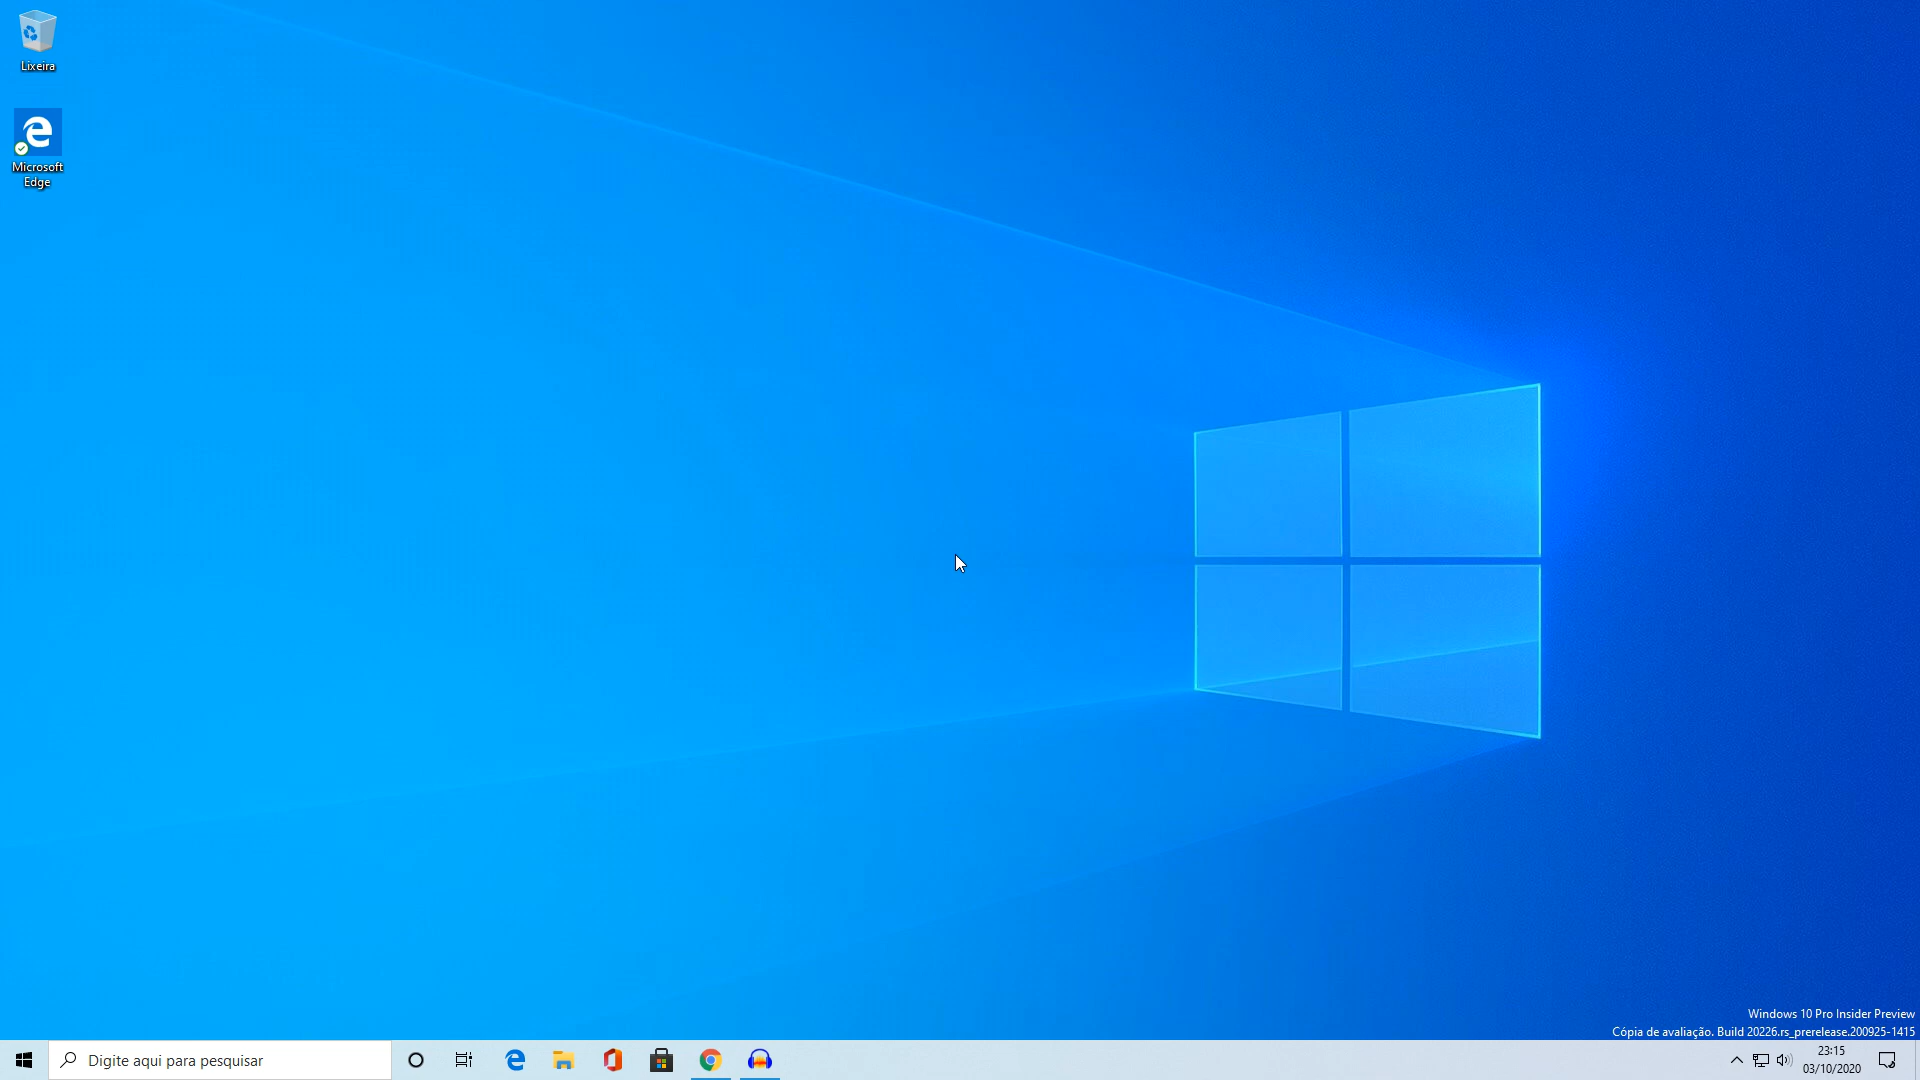 Lixeira
Microsoft
Edge
Windows 10 Pro Insider Preview
Cópia de avaliação. Build 20226.rs_prerelease.200925-1415
Digite aqui para pesquisar
23:15
03/10/2020